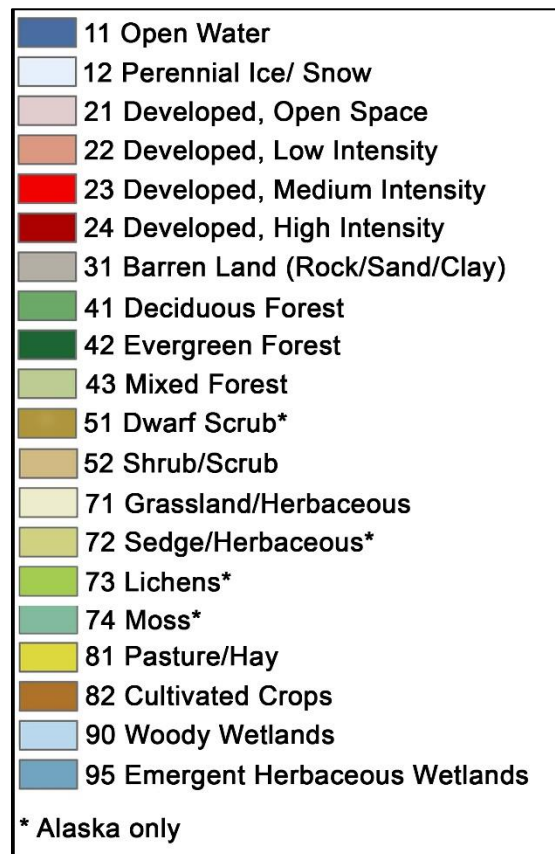 11 Open Water
12 Perennial Ice/ Snow
21 Developed, Open Space
22 Developed, Low Intensity
23 Developed, Medium Intensity
24 Developed, High Intensity
31 Barren Land (Rock/Sand/Clay)
41 Deciduous Forest
42 Evergreen Forest
43 Mixed Forest
51 Dwarf Scrub*
52 Shrub/Scrub
71 Grassland/Herbaceous
72 Sedge/Herbaceous*
73 Lichens*
74 Moss*
81 Pasture/Hay
82 Cultivated Crops
90 Woody Wetlands
95 Emergent Herbaceous Wetlands
* Alaska only